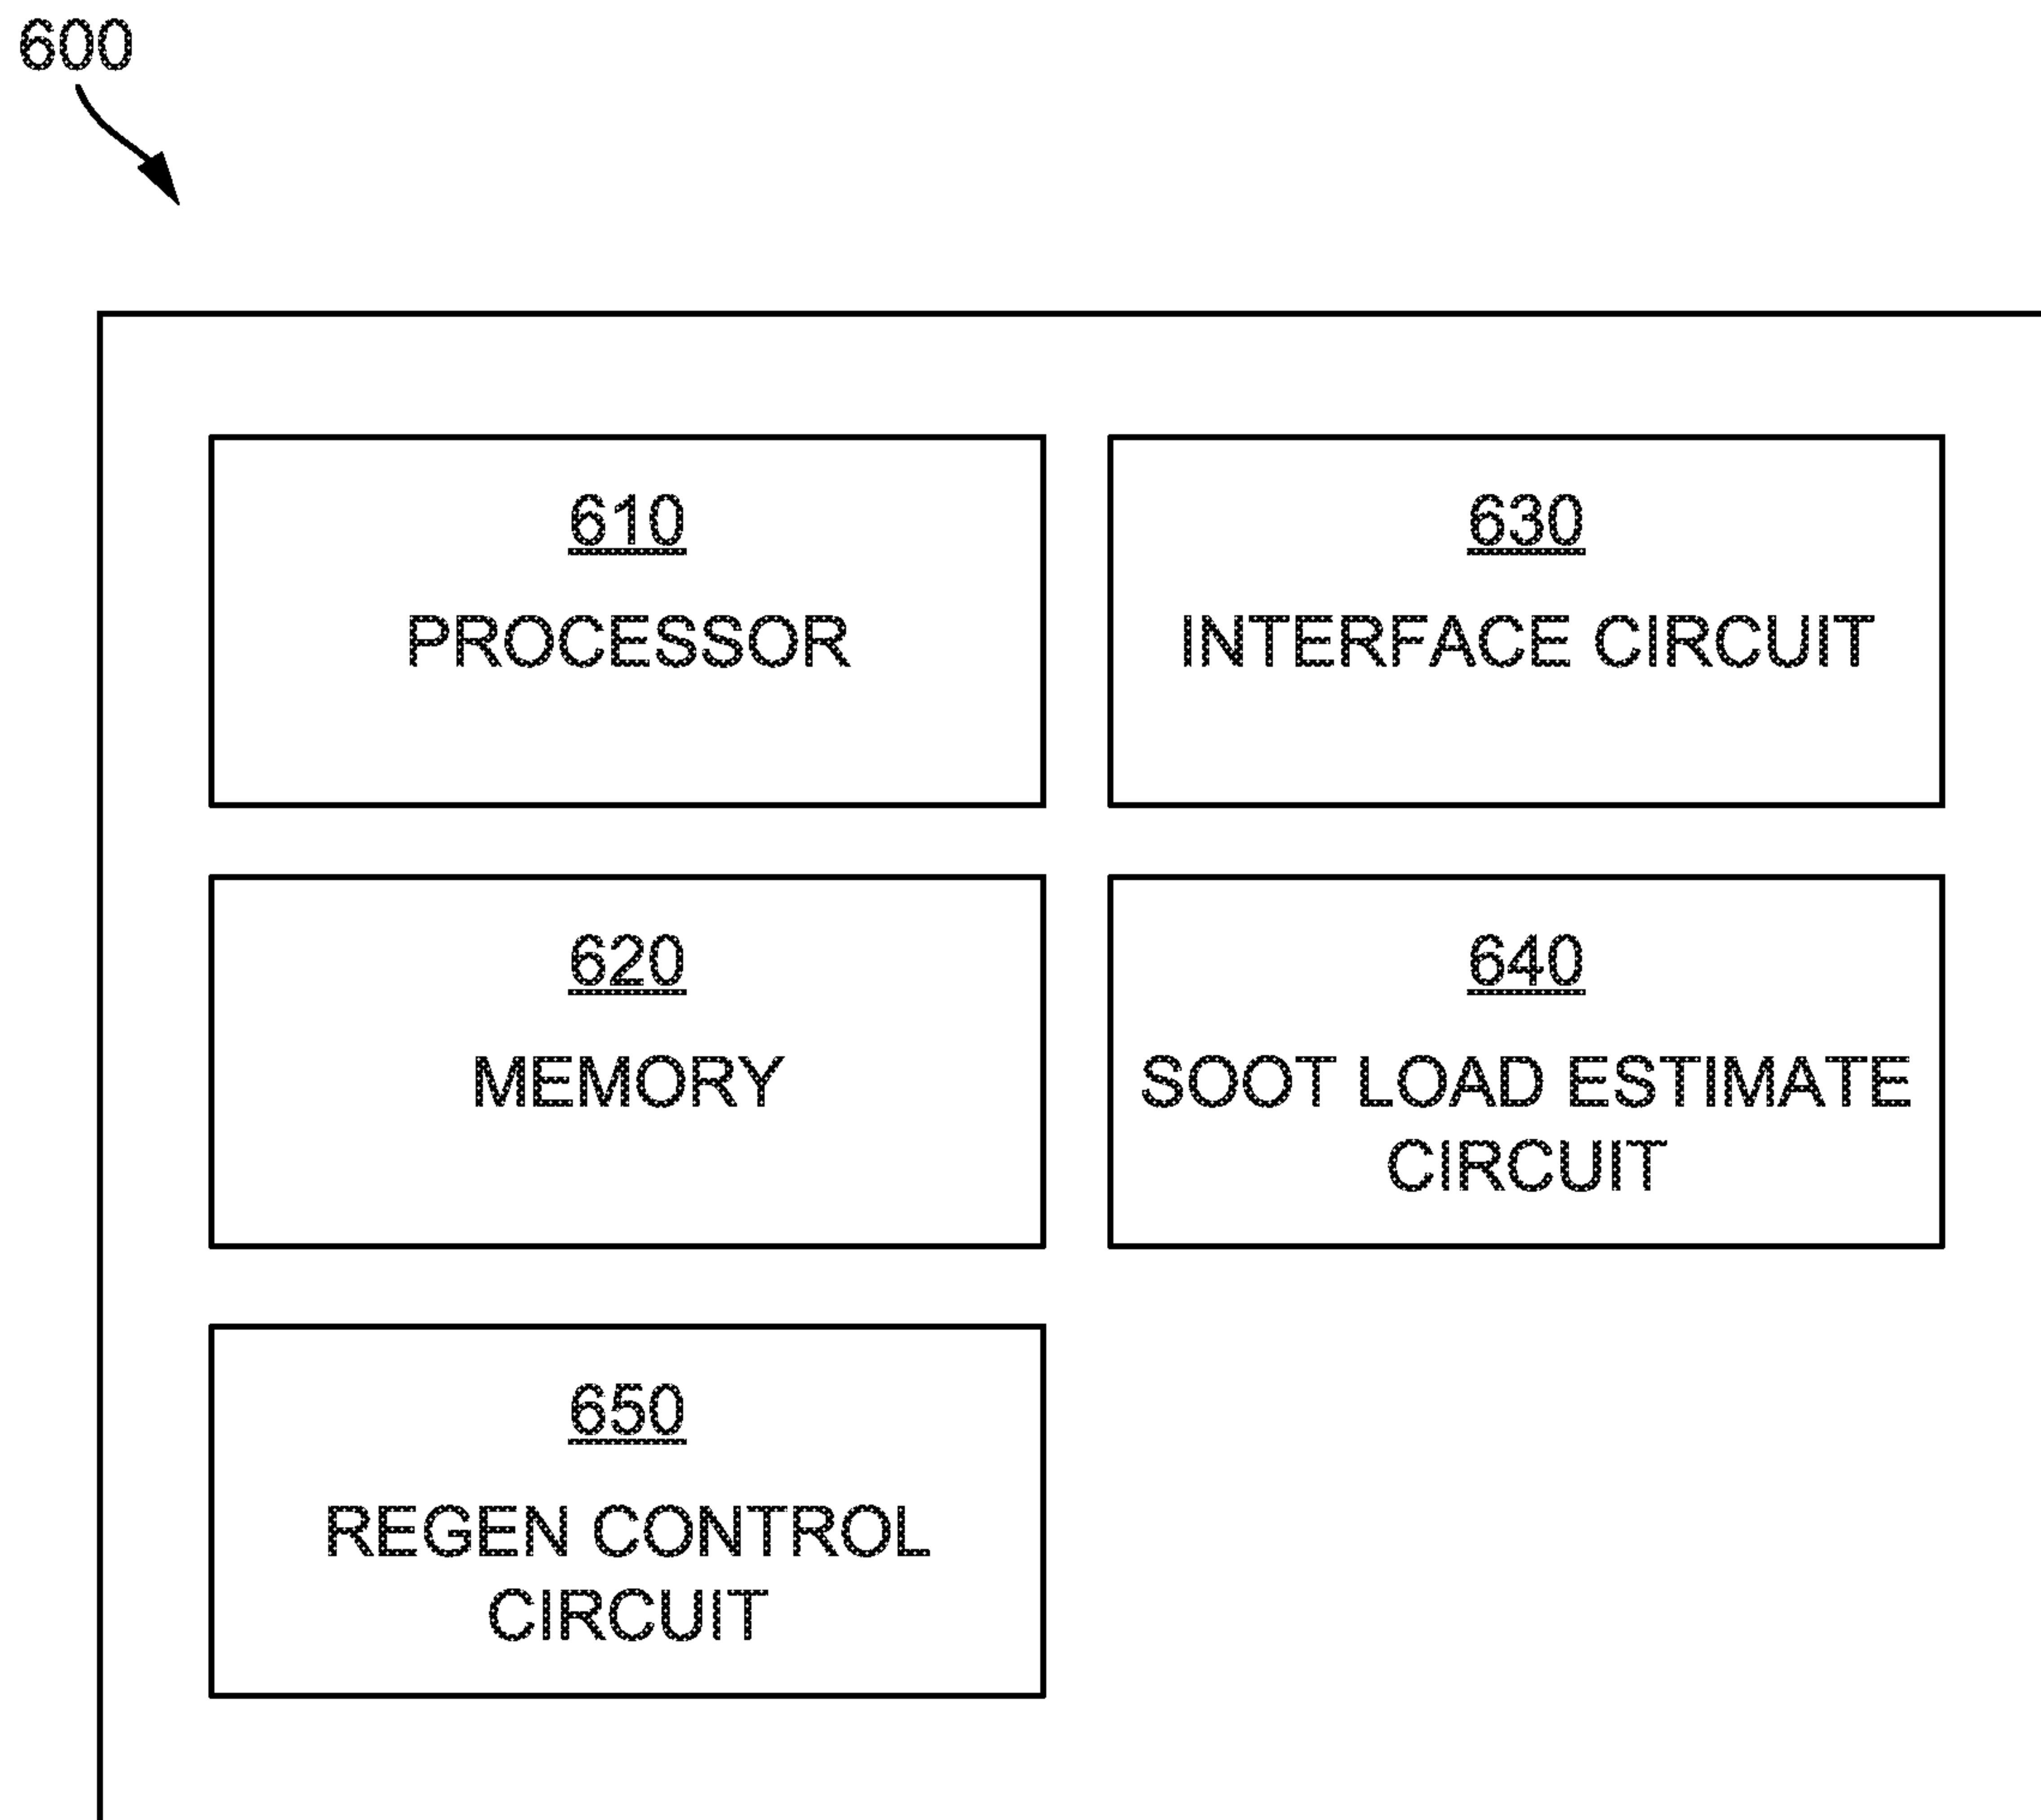 600
610
PROCESSOR
630
INTERFACE CIRCUIT
620
MEMORY
640
SOOT LOAD ESTIMATE
CIRCUIT
650
REGEN CONTROL
CIRCUIT